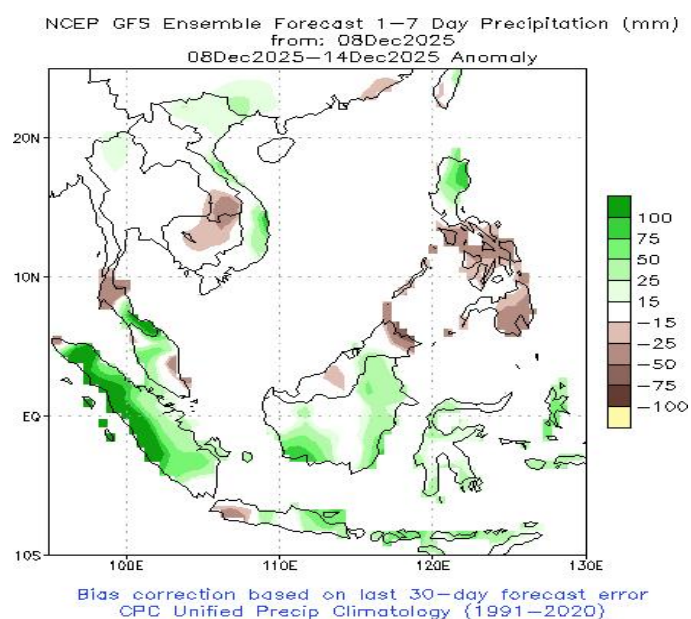 NCEP GFS Ensemble Forecast 1-7 Day Precipitation (mm)
from: 08Dec2025
08Dec2025-14Dec2025 Anomaly
20N
10N
EQ
10S
100E
110E
120E
130E
100
75
50
25
15
-15
-25
-50
-75
-100
Bias correction based on last 30-day forecast error
CPC Unified Precip Climatology (1991-2020)